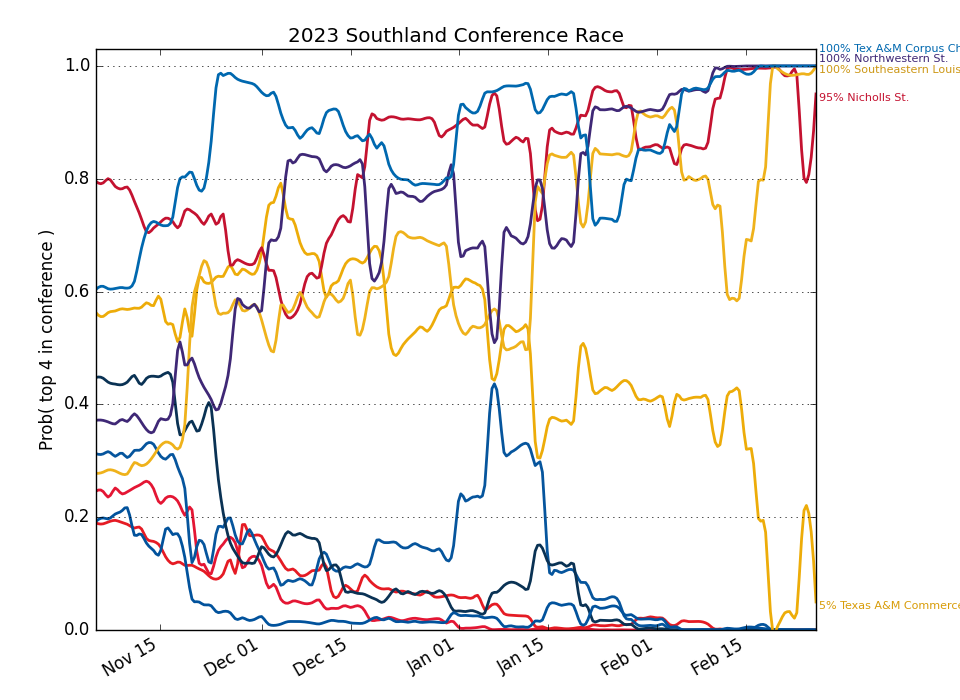 2023 Southland Conference Race
Prob( top 4 in conference )
1.0
0.8
0.6
0.4
0.2
0.0
Nov 15
Dec 01
Dec 15
Jan 01
Jan 15
Feb 01
Feb 15
100% Tex A&M Corpus Ch
100% Northwestern St.
100% Southeastern Louis
95% Nicholls St.
5% Texas A&M Commerce